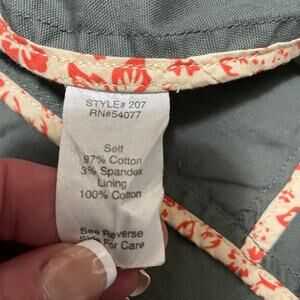 STYLE# 207
RN#54077
Self
97% Cotton
3% Spandex
Lining
100% Cotton
See Reverse
Side For Care